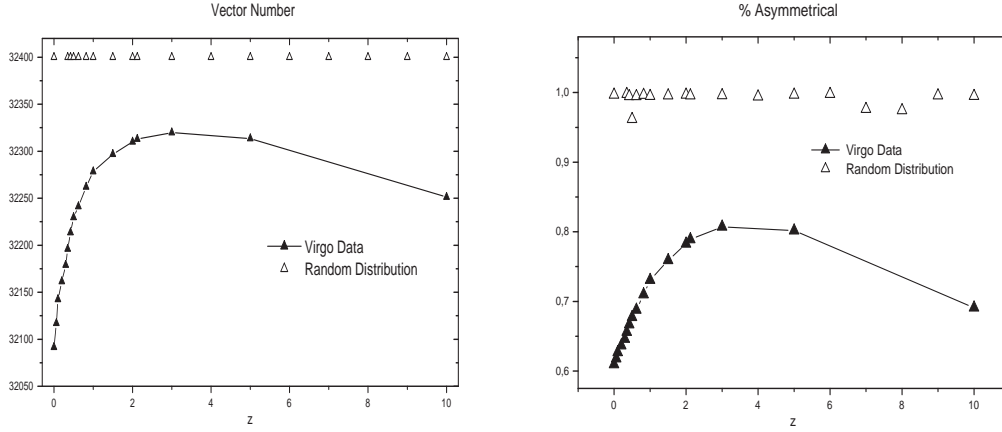 Vector Number
32400
32350
32300
32250
32200
32150
32100
32050
Virgo Data
Random Distribution
0 2 4 6 8 10
z
% Asymmetrical
1,0
0,9
0,8
0,7
0,6
Virgo Data
Random Distribution
0 2 4 6 8 10
z